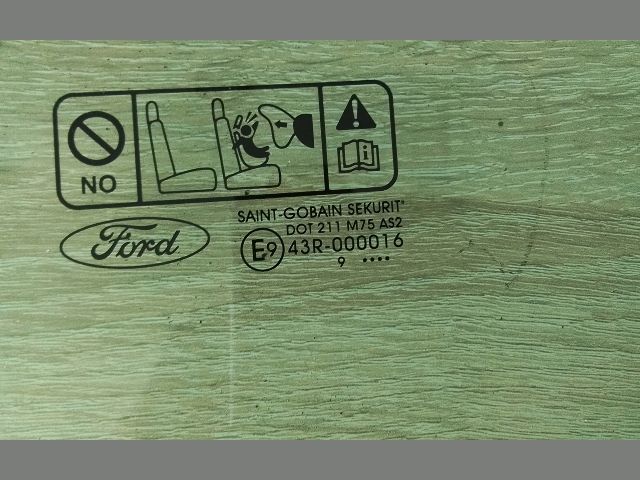 NO
Ford
SAINT-GOBAIN SEKURIT®
DOT 211 M75 AS2
E9 43R-000016
9 ••••